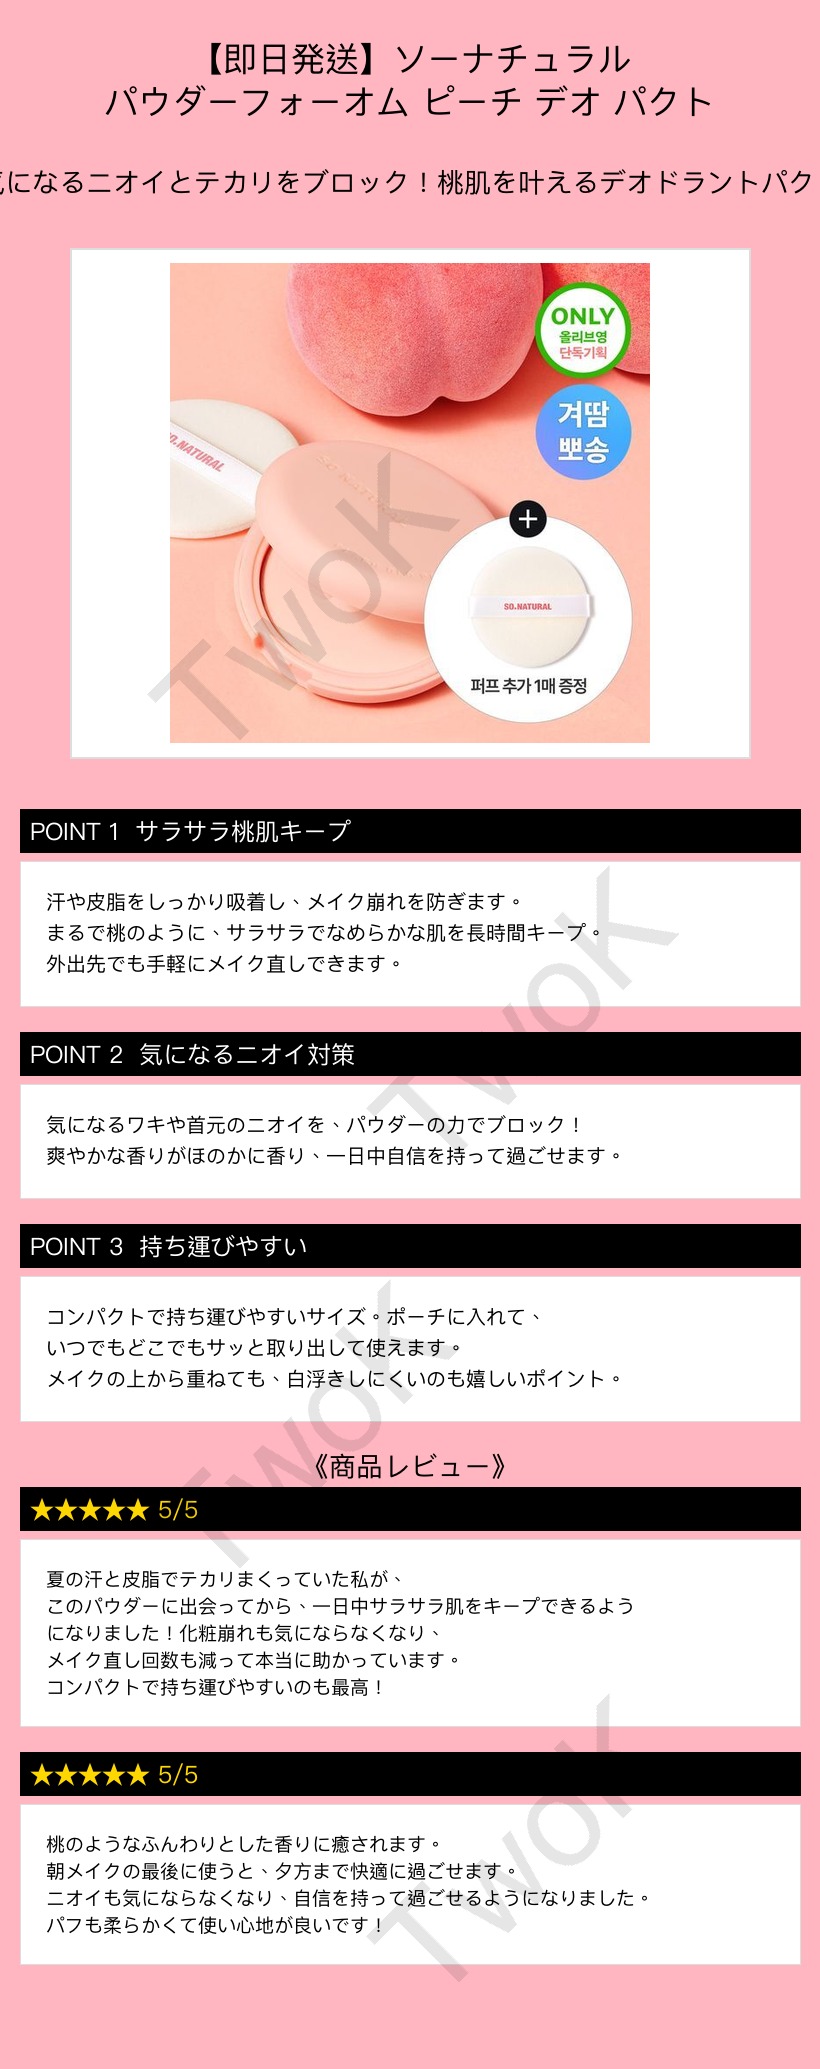 【即日発送】ソーナチュラル
パウダーフォーオム ピーチ デオ パクト
になるニオイとテカリをブロック！桃肌を叶えるデオドラントパク
ONLY
올리브영
단독기획
겨땀
뽀송
SO.NATURAL
SO NATURAL
+
SO.NATURAL
퍼프 추가 1매 증정
TwoK
POINT 1 サラサラ桃肌キープ
汗や皮脂をしっかり吸着し、メイク崩れを防ぎます。
まるで桃のように、サラサラでなめらかな肌を長時間キープ。
外出先でも手軽にメイク直しできます。
TwoK
POINT 2 気になるニオイ対策
気になるワキや首元のニオイを、パウダーの力でブロック！
爽やかな香りがほのかに香り、一日中自信を持って過ごせます。
POINT 3 持ち運びやすい
コンパクトで持ち運びやすいサイズ。ポーチに入れて、
いつでもどこでもサッと取り出して使えます。
メイクの上から重ねても、白浮きしにくいのも嬉しいポイント。
TwoK
《商品レビュー》
★★★★★ 5/5
夏の汗と皮脂でテカリまくっていた私が、
このパウダーに出会ってから、一日中サラサラ肌をキープできるよう
になりました！化粧崩れも気にならなくなり、
メイク直し回数も減って本当に助かっています。
コンパクトで持ち運びやすいのも最高！
★★★★★ 5/5
桃のようなふんわりとした香りに癒されます。
朝メイクの最後に使うと、夕方まで快適に過ごせます。
ニオイも気にならなくなり、自信を持って過ごせるようになりました。
パフも柔らかくて使い心地が良いです！
TwoK